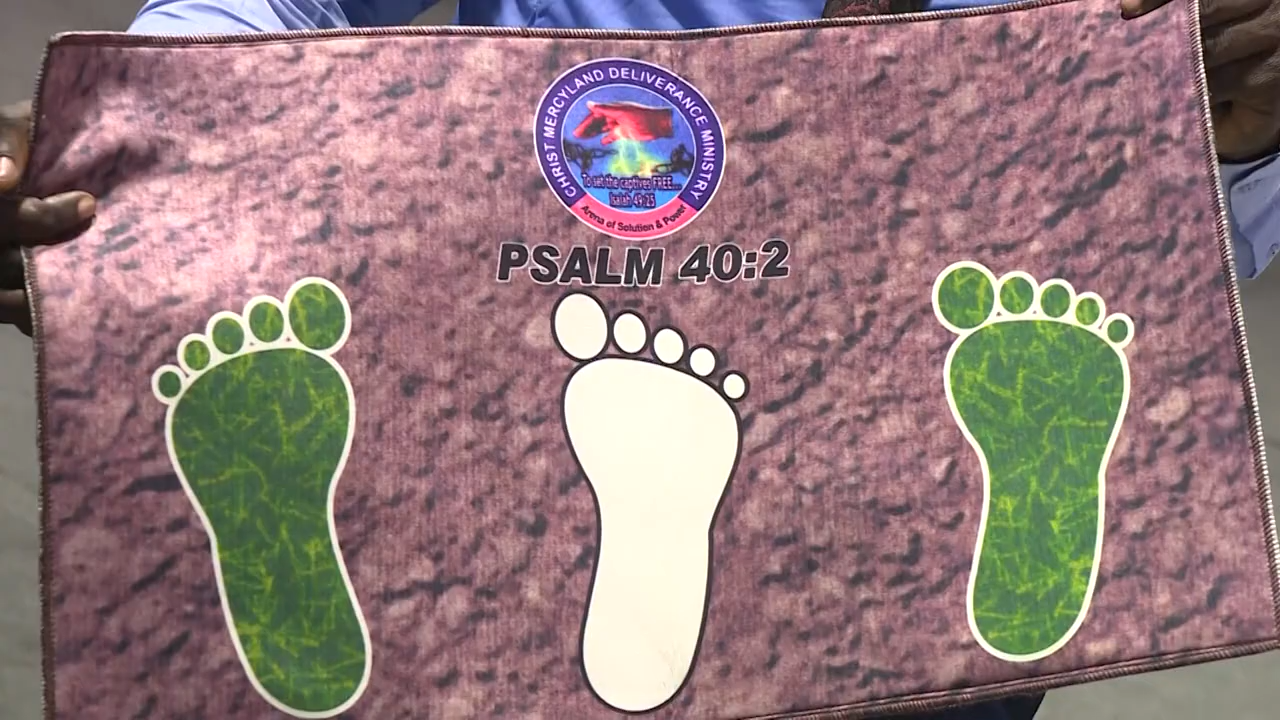 CHRIST MERCYLAND DELIVERANCE MINISTRY
To set the captives FREE...
Isaiah 49:25
Arena of Solution & Power
PSALM 40:2